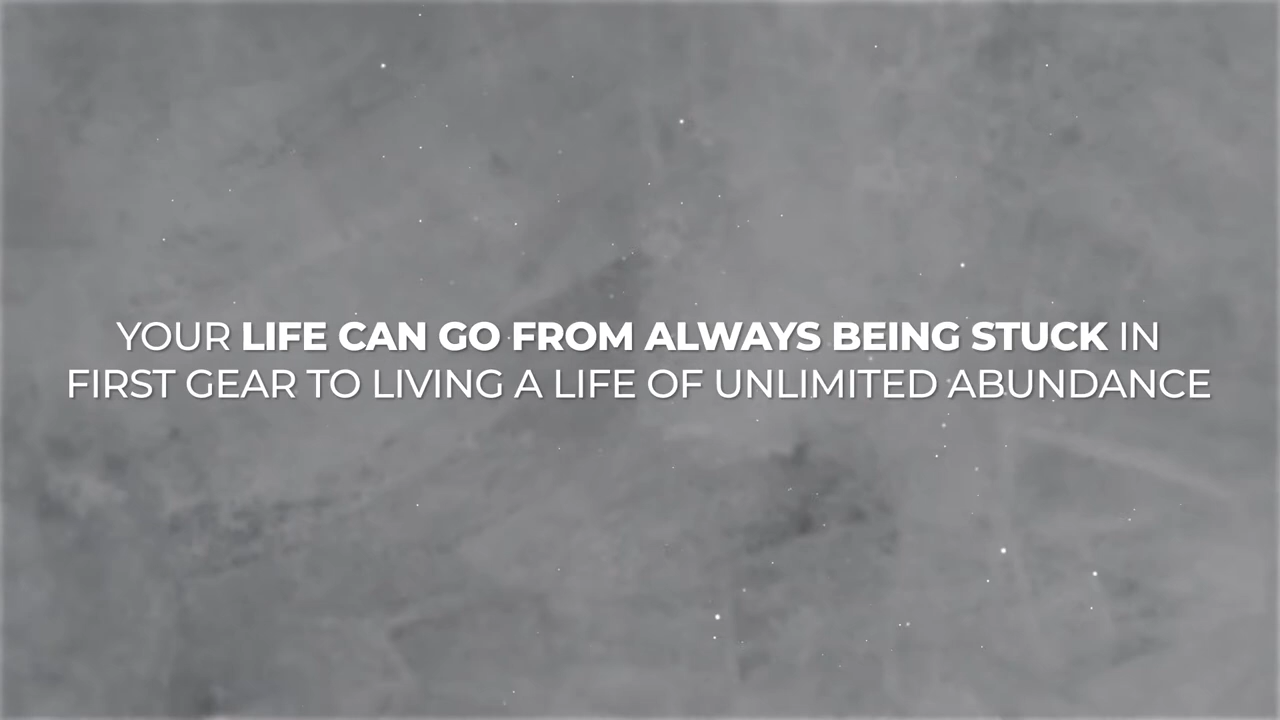 YOUR LIFE CAN GO FROM ALWAYS BEING STUCK IN
FIRST GEAR TO LIVING A LIFE OF UNLIMITED ABUNDANCE